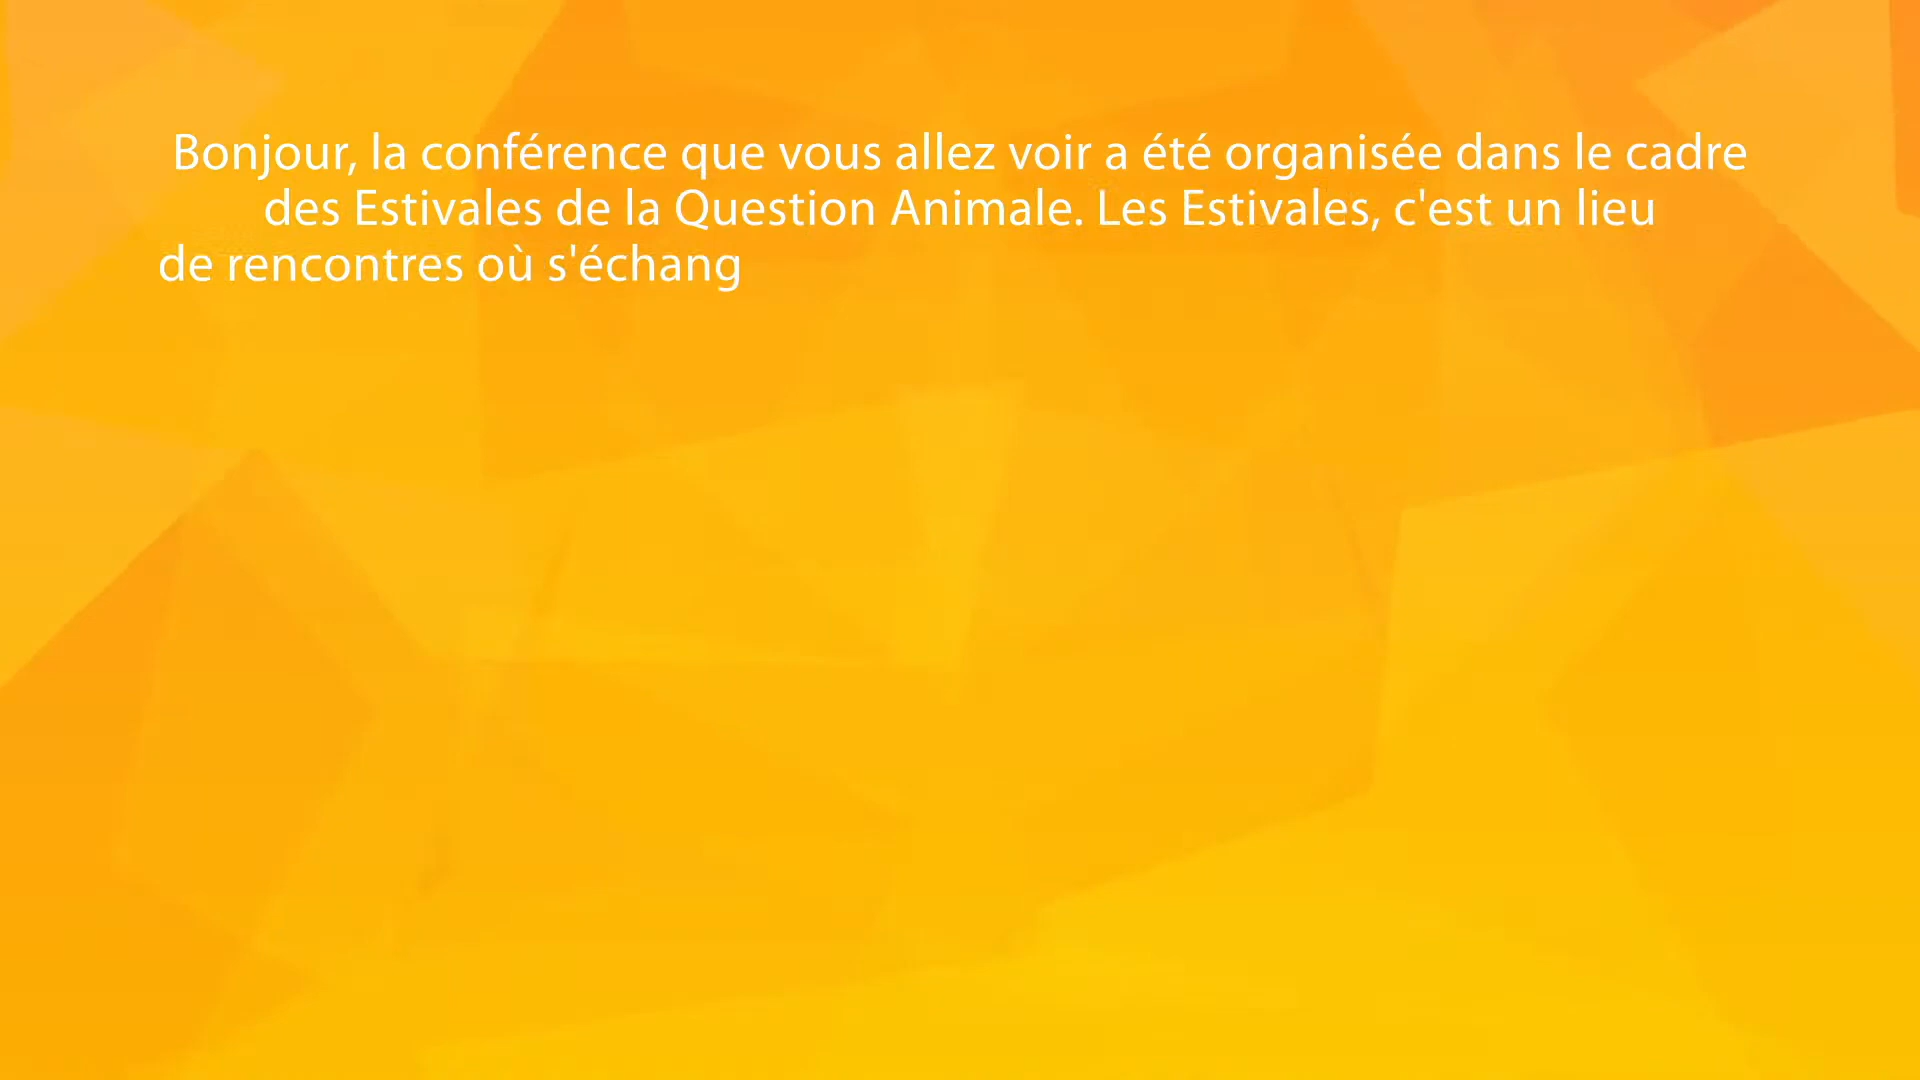 Bonjour, la conférence que vous allez voir a été organisée dans le cadre
des Estivales de la Question Animale. Les Estivales, c'est un lieu
de rencontres où s'échang